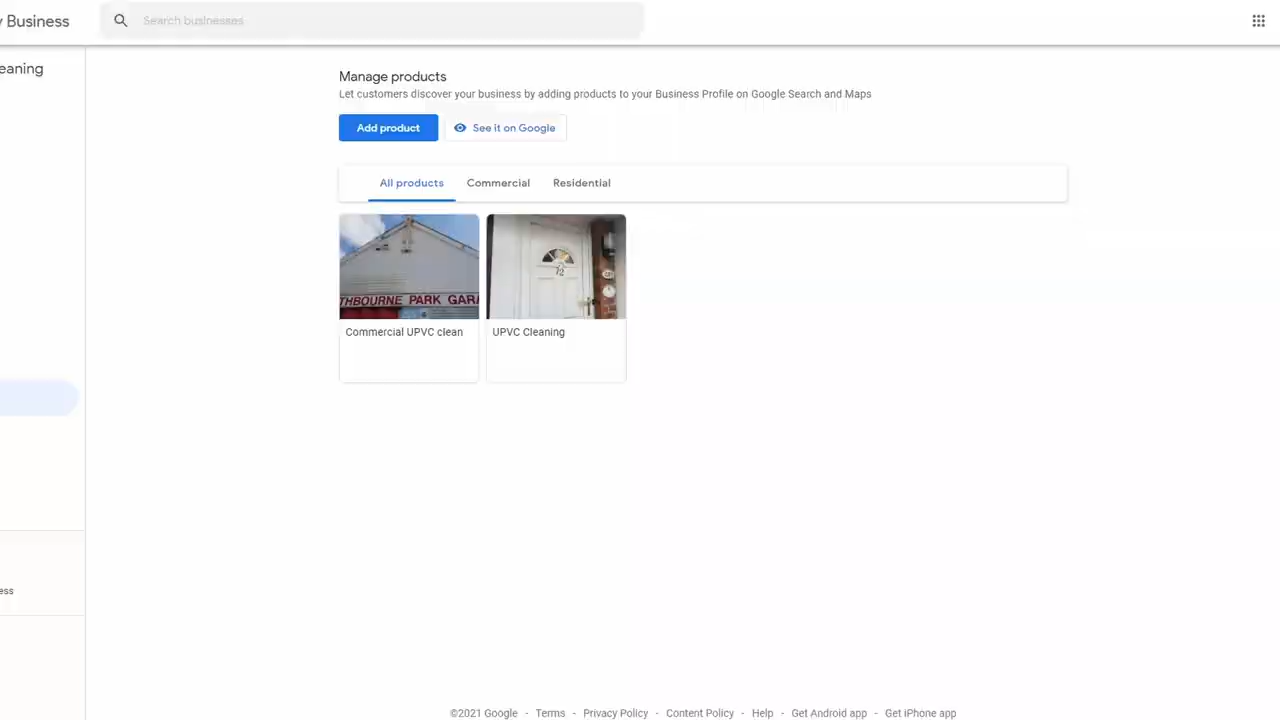 y Business
Search businesses
eaning
Manage products
Let customers discover your business by adding products to your Business Profile on Google Search and Maps
Add product
See it on Google
All products
Commercial
Residential
THBOURNE PARK GARA
72
Commercial UPVC clean
UPVC Cleaning
ess
©2021 Google - Terms - Privacy Policy - Content Policy - Help - Get Android app - Get iPhone app